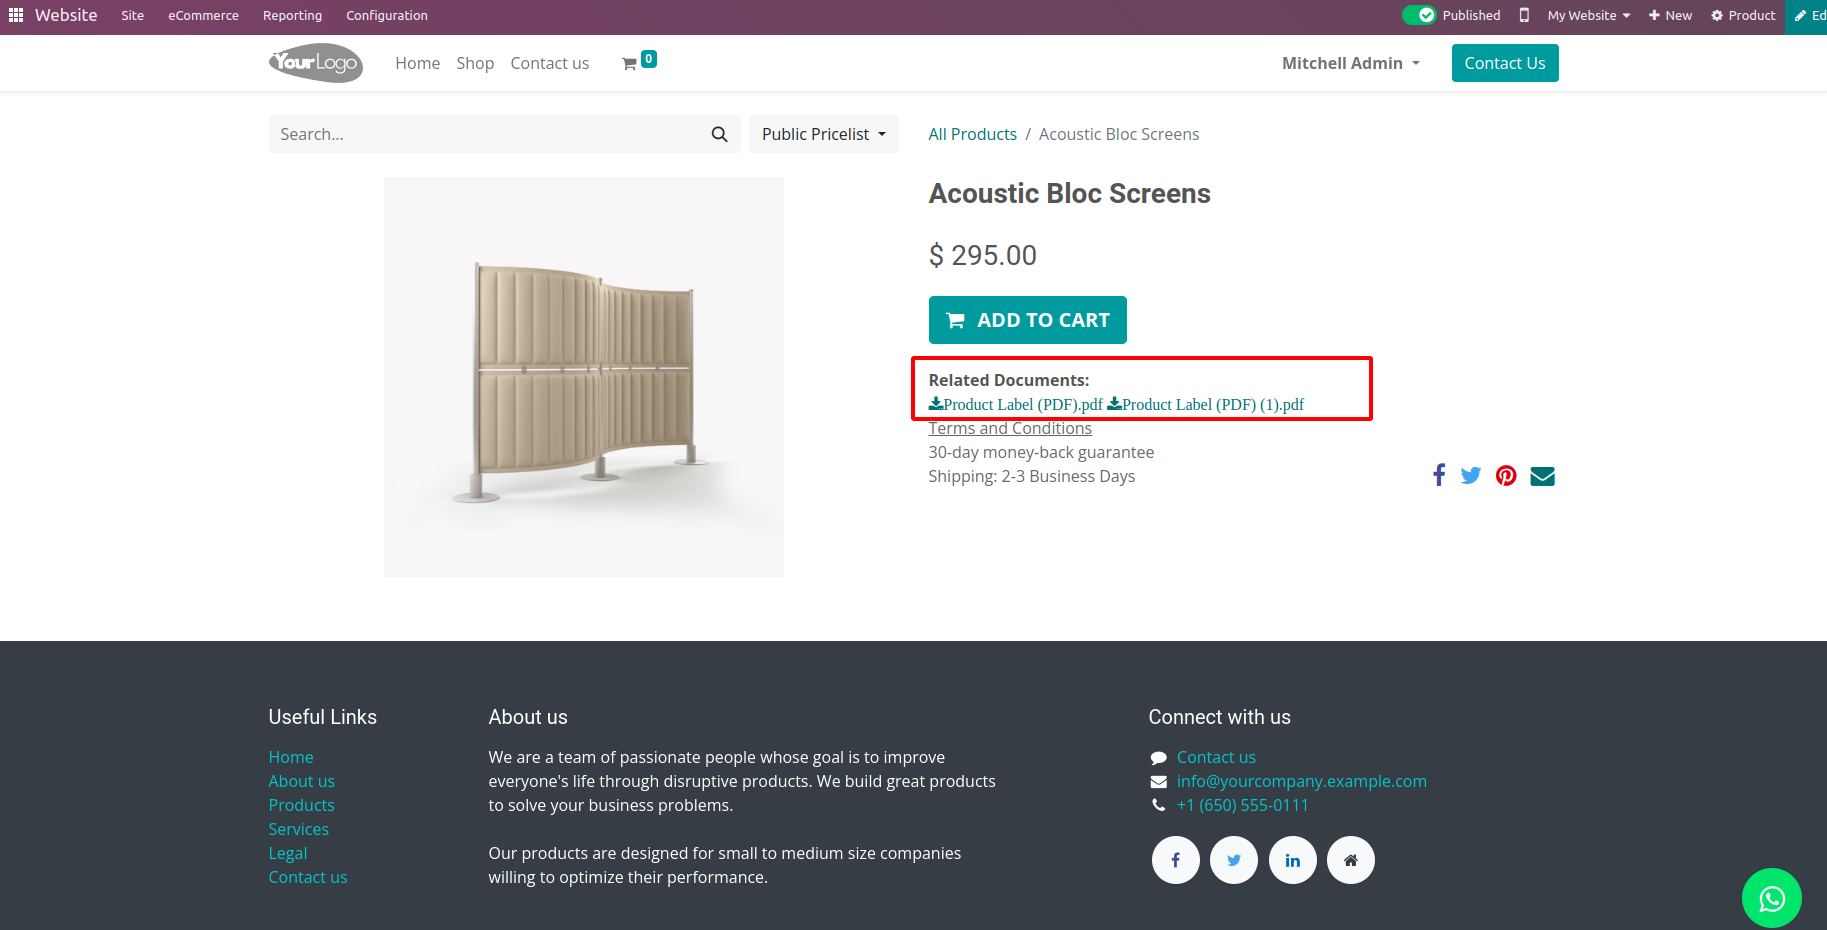 Website Site eCommerce Reporting Configuration Published My Website New Product Ed
YourLogo Home Shop Contact us 0 Mitchell Admin Contact Us
Search... Public Pricelist All Products / Acoustic Bloc Screens
Acoustic Bloc Screens
$ 295.00
ADD TO CART
Related Documents:
Product Label (PDF).pdf Product Label (PDF) (1).pdf
Terms and Conditions
30-day money-back guarantee
Shipping: 2-3 Business Days
Useful Links
Home
About us
Products
Services
Legal
Contact us
About us
We are a team of passionate people whose goal is to improve
everyone's life through disruptive products. We build great products
to solve your business problems.
Our products are designed for small to medium size companies
willing to optimize their performance.
Connect with us
Contact us
info@yourcompany.example.com
+1 (650) 555-0111